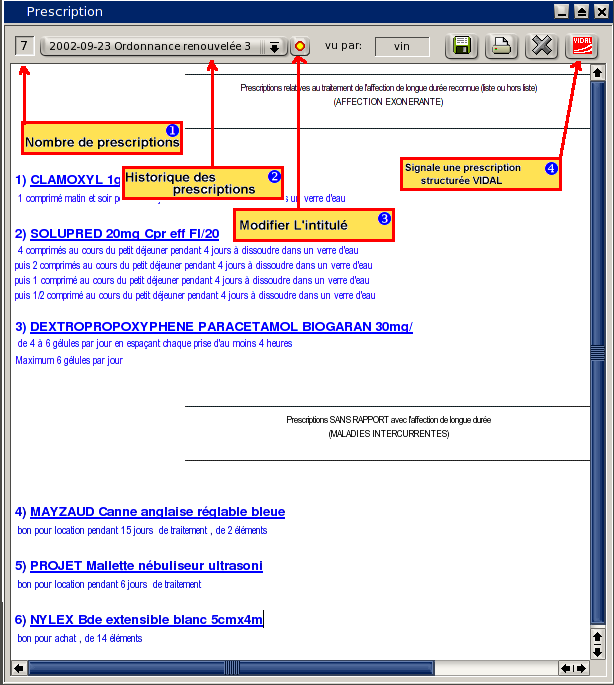 Prescription
7 2002-09-23 Ordonnance renouvelée 3 vu par: vin VIDAL
Prescriptions relatives au traitement de l'affection de longue durée reconnue (liste ou hors liste)
(AFFECTION EXONERANTE)
1
Nombre de prescriptions
4
Signale une prescription
structurée VIDAL
2
Historique des
prescriptions
1) CLAMOXYL
1 comprimé matin et soir un verre d'eau
3
Modifier L'intitulé
2) SOLUPRED 20mg Cpr eff Fl/20
4 comprimés au cours du petit déjeuner pendant 4 jours à dissoudre dans un verre d'eau
puis 2 comprimés au cours du petit déjeuner pendant 4 jours à dissoudre dans un verre d'eau
puis 1 comprimé au cours du petit déjeuner pendant 4 jours à dissoudre dans un verre d'eau
puis 1/2 comprimé au cours du petit déjeuner pendant 4 jours à dissoudre dans un verre d'eau
3) DEXTROPROPOXYPHENE PARACETAMOL BIOGARAN 30mg/
de 4 à 6 gélules par jour en espaçant chaque prise d'au moins 4 heures
Maximum 6 gélules par jour
Prescriptions SANS RAPPORT avec l'affection de longue durée
(MALADIES INTERCURRENTES)
4) MAYZAUD Canne anglaise réglable bleue
bon pour location pendant 15 jours de traitement , de 2 éléments
5) PROJET Mallette nébuliseur ultrasoni
bon pour location pendant 6 jours de traitement
6) NYLEX Bde extensible blanc 5cmx4m
bon pour achat , de 14 éléments